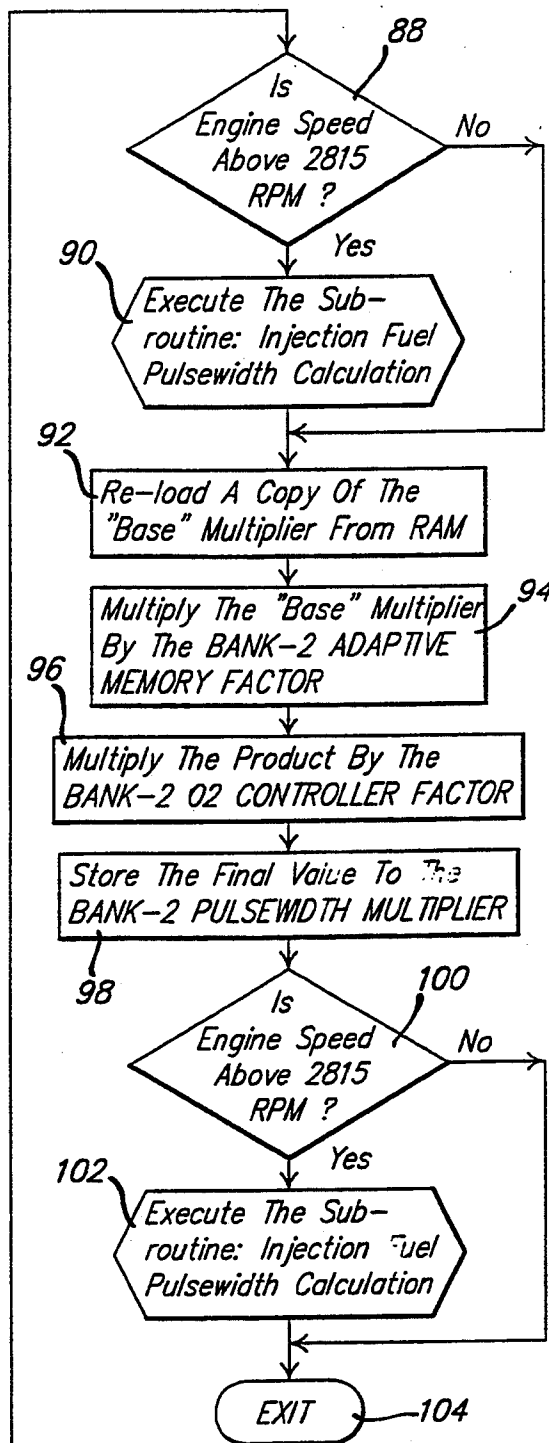 88
Is
Engine Speed
Above 2815
RPM ?
No
Yes
90
Execute The Sub-
routine: Injection Fuel
Pulsewidth Calculation
92
Re-load A Copy Of The
"Base" Multiplier From RAM
94
Multiply The "Base" Multiplier
By The BANK-2 ADAPTIVE
MEMORY FACTOR
96
Multiply The Product By The
BANK-2 O2 CONTROLLER FACTOR
Store The Final Value To The
BANK-2 PULSEWIDTH MULTIPLIER
98
100
Is
Engine Speed
Above 2815
RPM ?
No
Yes
102
Execute The Sub-
routine: Injection Fuel
Pulsewidth Calculation
EXIT
104